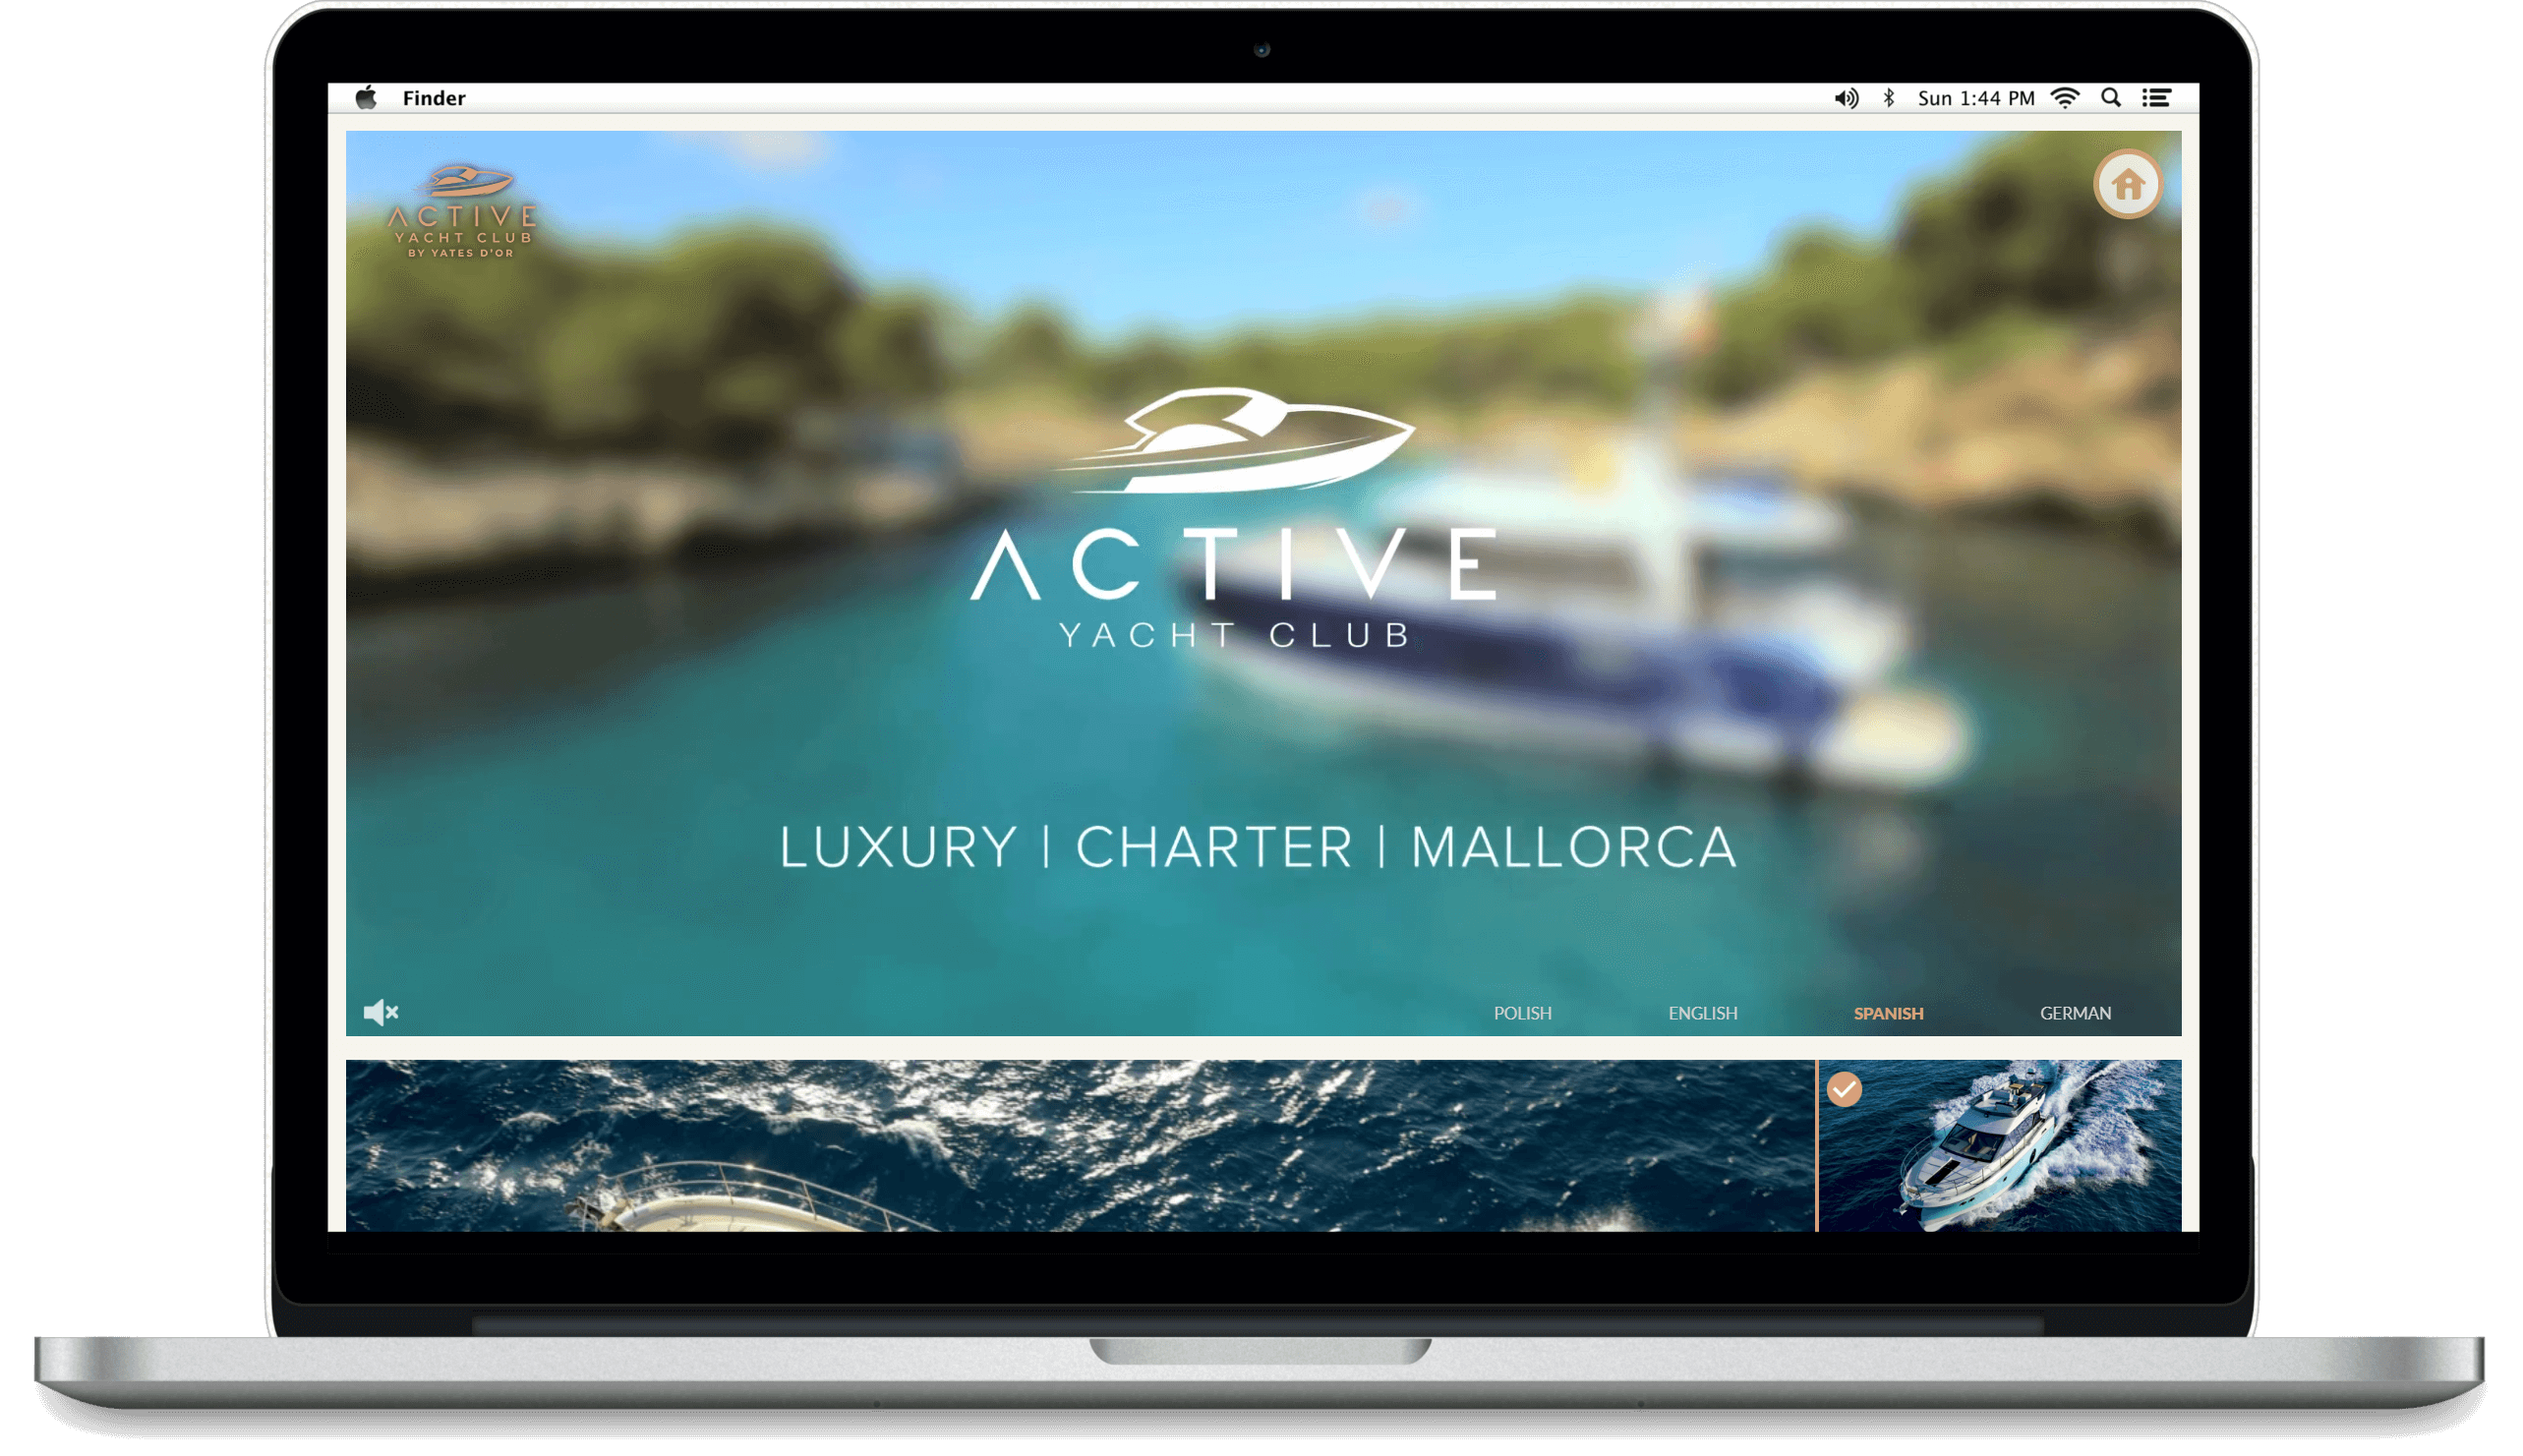 Finder
Sun 1:44 PM
ACTIVE
YACHT CLUB
BY YATES D'OR
ACTIVE
YACHT CLUB
LUXURY | CHARTER | MALLORCA
POLISH ENGLISH SPANISH GERMAN